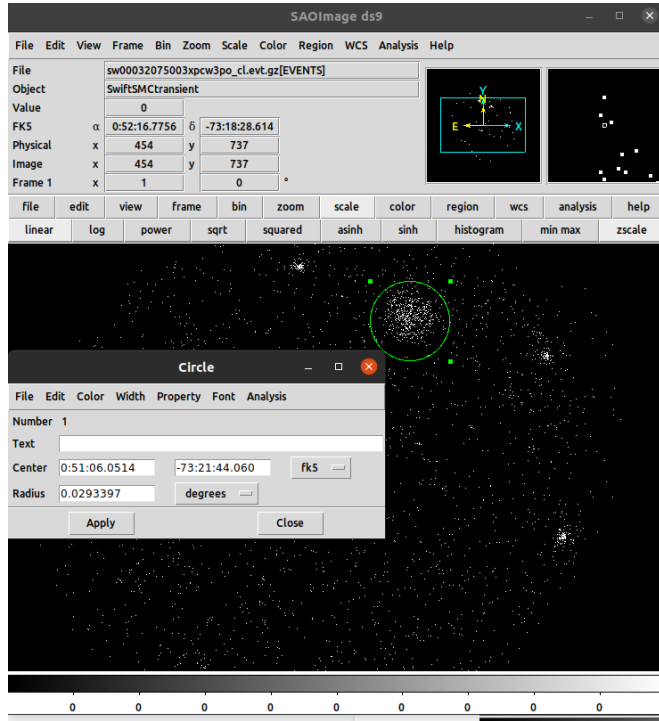 SAOImage ds9
File Edit View Frame Bin Zoom Scale Color Region WCS Analysis Help
File sw00032075003xpcw3po_cl.evt.gz[EVENTS]
Object SwiftSMCtransient
Value 0
FK5 α 0:52:16.7756 δ -73:18:28.614
Physical x 454 y 737
Image x 454 y 737
Frame 1 x 1 0 °
Y
N
E X
file edit view frame bin zoom scale color region wcs analysis help
linear log power sqrt squared asinh sinh histogram min max zscale
Circle
File Edit Color Width Property Font Analysis
Number 1
Text
Center 0:51:06.0514 -73:21:44.060 fk5
Radius 0.0293397 degrees
Apply Close
0 0 0 0 0 0 0 0 0